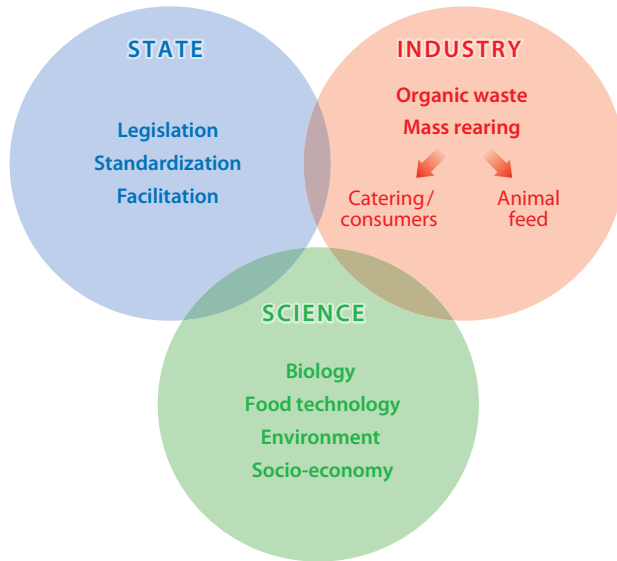 STATE
Legislation
Standardization
Facilitation
INDUSTRY
Organic waste
Mass rearing
Catering/
consumers
Animal
feed
SCIENCE
Biology
Food technology
Environment
Socio-economy